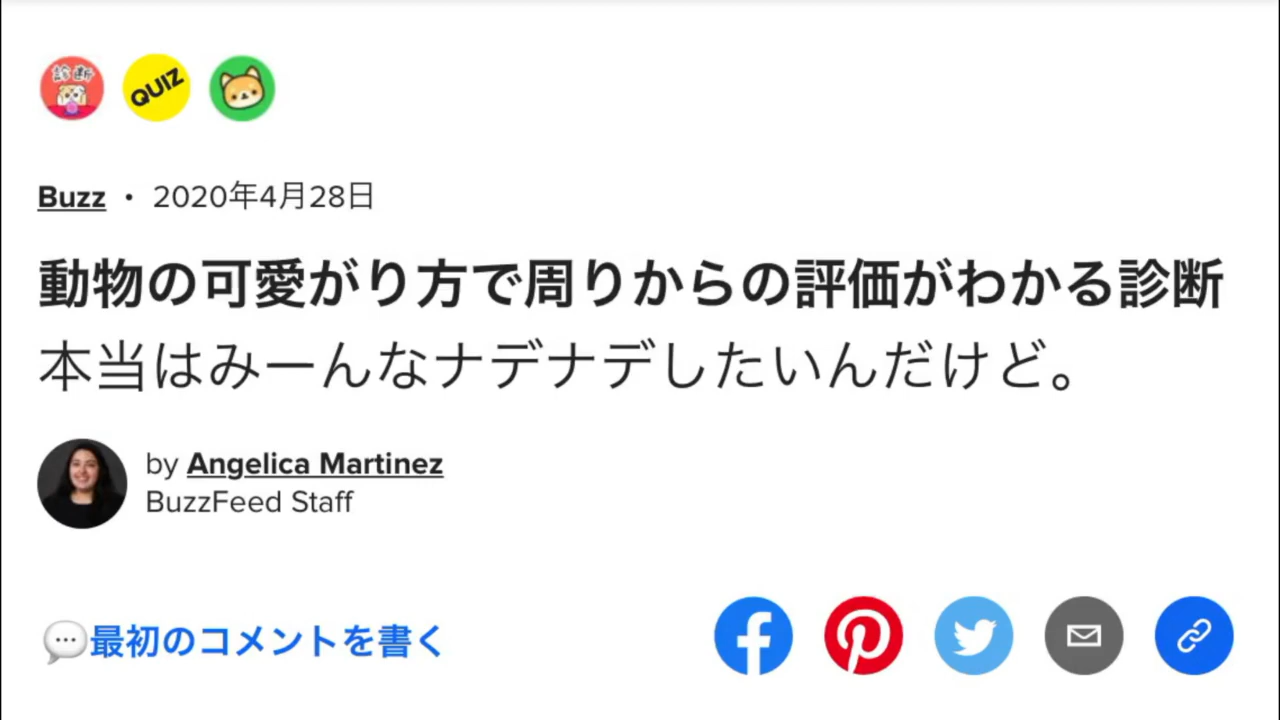 診断
QUIZ
Buzz ・ 2020年4月28日
動物の可愛がり方で周りからの評価がわかる診断
本当はみーんなナデナデしたいんだけど。
by Angelica Martinez
BuzzFeed Staff
最初のコメントを書く